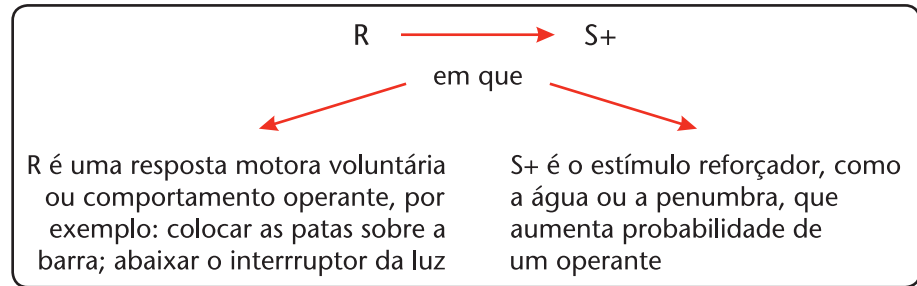 R S+
em que
R é uma resposta motora voluntária
ou comportamento operante, por
exemplo: colocar as patas sobre a
barra; abaixar o interrruptor da luz
S+ é o estímulo reforçador, como
a água ou a penumbra, que
aumenta probabilidade de
um operante